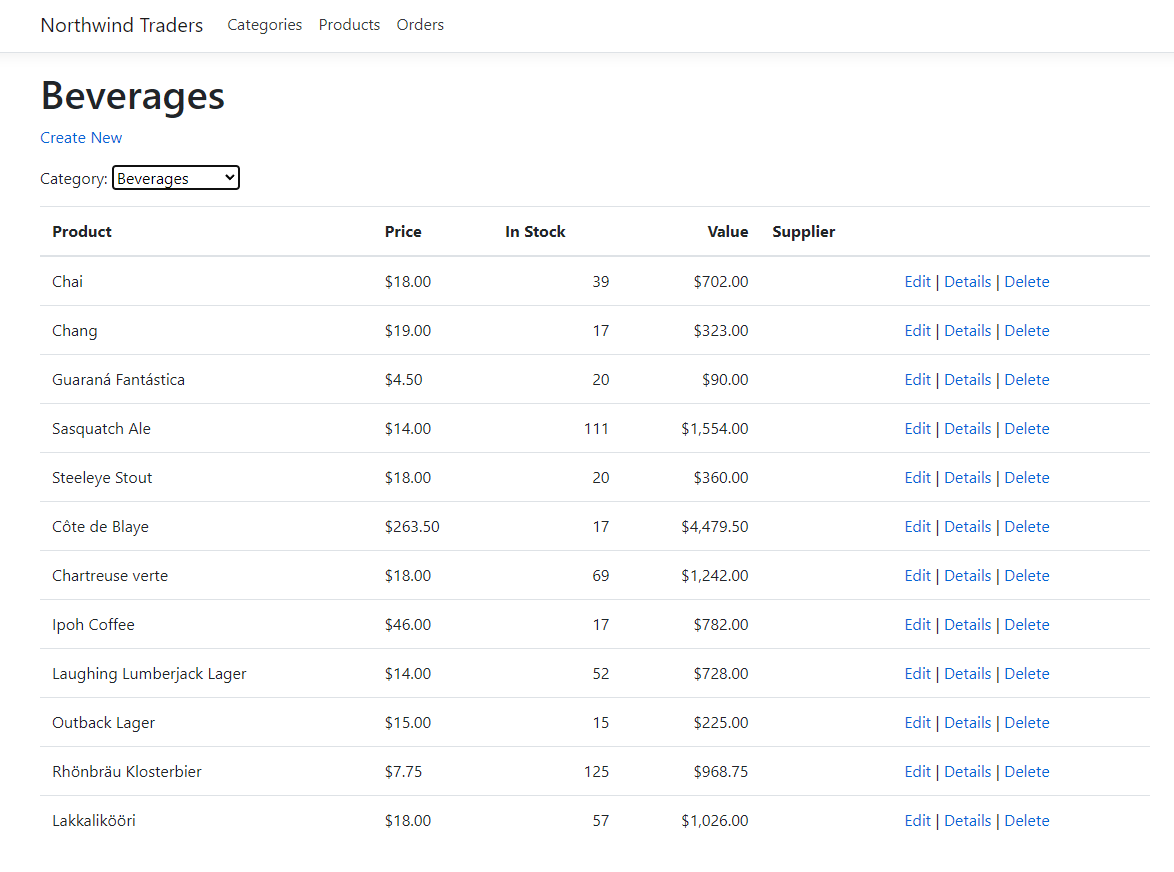 Northwind Traders Categories Products Orders
Beverages
Create New
Category: Beverages
Product Price In Stock Value Supplier
Chai $18.00 39 $702.00 Edit | Details | Delete
Chang $19.00 17 $323.00 Edit | Details | Delete
Guaraná Fantástica $4.50 20 $90.00 Edit | Details | Delete
Sasquatch Ale $14.00 111 $1,554.00 Edit | Details | Delete
Steeleye Stout $18.00 20 $360.00 Edit | Details | Delete
Côte de Blaye $263.50 17 $4,479.50 Edit | Details | Delete
Chartreuse verte $18.00 69 $1,242.00 Edit | Details | Delete
Ipoh Coffee $46.00 17 $782.00 Edit | Details | Delete
Laughing Lumberjack Lager $14.00 52 $728.00 Edit | Details | Delete
Outback Lager $15.00 15 $225.00 Edit | Details | Delete
Rhönbräu Klosterbier $7.75 125 $968.75 Edit | Details | Delete
Lakkalikööri $18.00 57 $1,026.00 Edit | Details | Delete